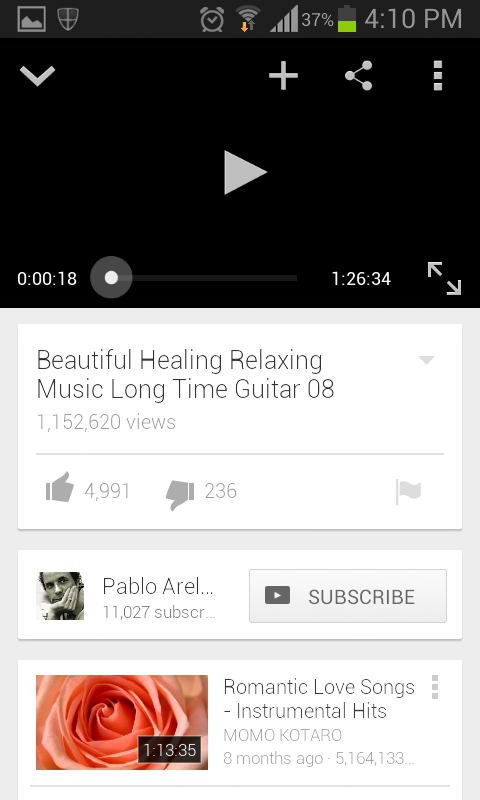 37% 4:10 PM
0:00:18 1:26:34
Beautiful Healing Relaxing
Music Long Time Guitar 08
1,152,620 views
4,991 236
Pablo Arel...
11,027 subscr...
SUBSCRIBE
1:13:35
Romantic Love Songs
- Instrumental Hits
MOMO KOTARO
8 months ago · 5,164,133...